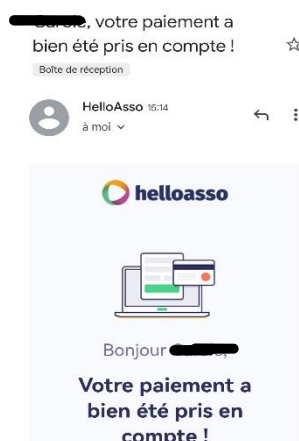 votre paiement a
bien été pris en compte !
Boîte de réception
HelloAsso 15:14
à moi
helloasso
Bonjour
Votre paiement a
bien été pris en
compte !